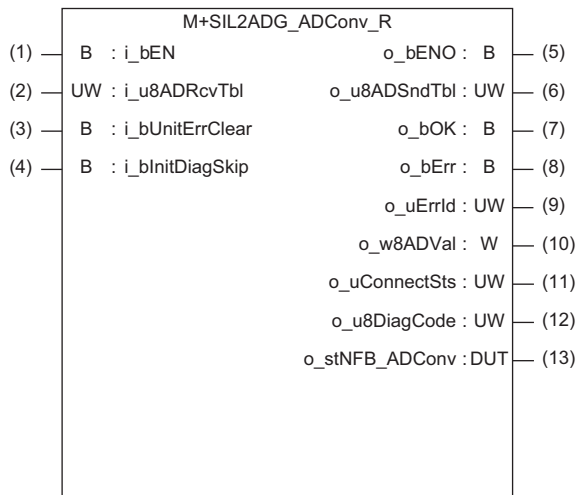 M+SIL2ADG_ADConv_R
(1) B : i_bEN o_bENO : B (5)
(2) UW : i_u8ADRcvTbl o_u8ADSndTbl : UW (6)
(3) B : i_bUnitErrClear o_bOK : B (7)
(4) B : i_bInitDiagSkip o_bErr : B (8)
o_uErrId : UW (9)
o_w8ADVal : W (10)
o_uConnectSts : UW (11)
o_u8DiagCode : UW (12)
o_stNFB_ADConv : DUT (13)